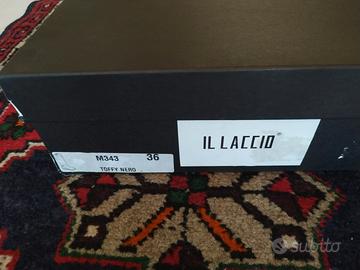 M343 36
TOFFY NERO
IL LACCIO®
subito